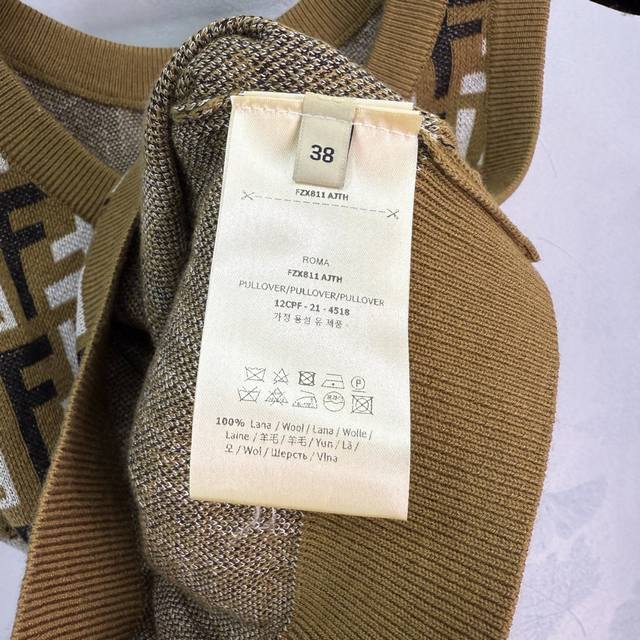 38
FZX811 AJTH
ROMA
FZX811 AJTH
PULLOVER/PULLOVER/PULLOVER
12CPF - 21 - 4518
가정 용섬 유 제품
P
100% Lana / Wool / Lana / Wolle /
Laine / 羊毛 / 羊毛 / Yun / Lã /
모 / Wol / Шерсть / Vlna